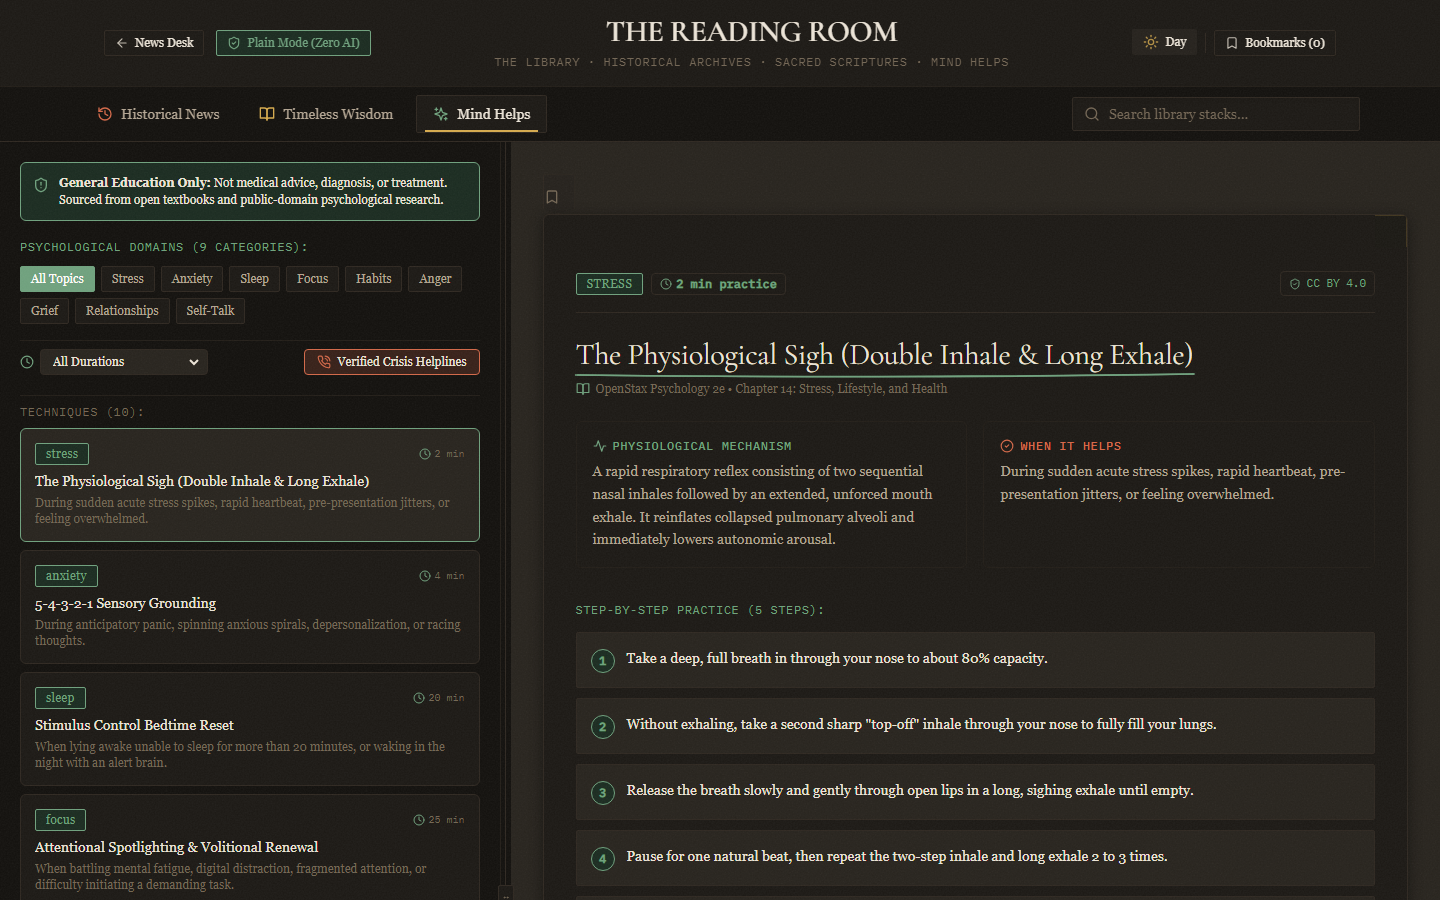 News Desk
Plain Mode (Zero AI)
THE READING ROOM
THE LIBRARY · HISTORICAL ARCHIVES · SACRED SCRIPTURES · MIND HELPS
Day
Bookmarks (0)
Historical News
Timeless Wisdom
Mind Helps
Search library stacks...
General Education Only: Not medical advice, diagnosis, or treatment.
Sourced from open textbooks and public-domain psychological research.
PSYCHOLOGICAL DOMAINS (9 CATEGORIES):
All Topics
Stress
Anxiety
Sleep
Focus
Habits
Anger
Grief
Relationships
Self-Talk
All Durations
Verified Crisis Helplines
TECHNIQUES (10):
stress
2 min
The Physiological Sigh (Double Inhale & Long Exhale)
During sudden acute stress spikes, rapid heartbeat, pre-presentation jitters, or
feeling overwhelmed.
anxiety
4 min
5-4-3-2-1 Sensory Grounding
During anticipatory panic, spinning anxious spirals, depersonalization, or racing
thoughts.
sleep
20 min
Stimulus Control Bedtime Reset
When lying awake unable to sleep for more than 20 minutes, or waking in the
night with an alert brain.
focus
25 min
Attentional Spotlighting & Volitional Renewal
When battling mental fatigue, digital distraction, fragmented attention, or
difficulty initiating a demanding task.
STRESS
2 min practice
CC BY 4.0
The Physiological Sigh (Double Inhale & Long Exhale)
OpenStax Psychology 2e • Chapter 14: Stress, Lifestyle, and Health
PHYSIOLOGICAL MECHANISM
A rapid respiratory reflex consisting of two sequential
nasal inhales followed by an extended, unforced mouth
exhale. It reinflates collapsed pulmonary alveoli and
immediately lowers autonomic arousal.
WHEN IT HELPS
During sudden acute stress spikes, rapid heartbeat, pre-
presentation jitters, or feeling overwhelmed.
STEP-BY-STEP PRACTICE (5 STEPS):
1 Take a deep, full breath in through your nose to about 80% capacity.
2 Without exhaling, take a second sharp "top-off" inhale through your nose to fully fill your lungs.
3 Release the breath slowly and gently through open lips in a long, sighing exhale until empty.
4 Pause for one natural beat, then repeat the two-step inhale and long exhale 2 to 3 times.